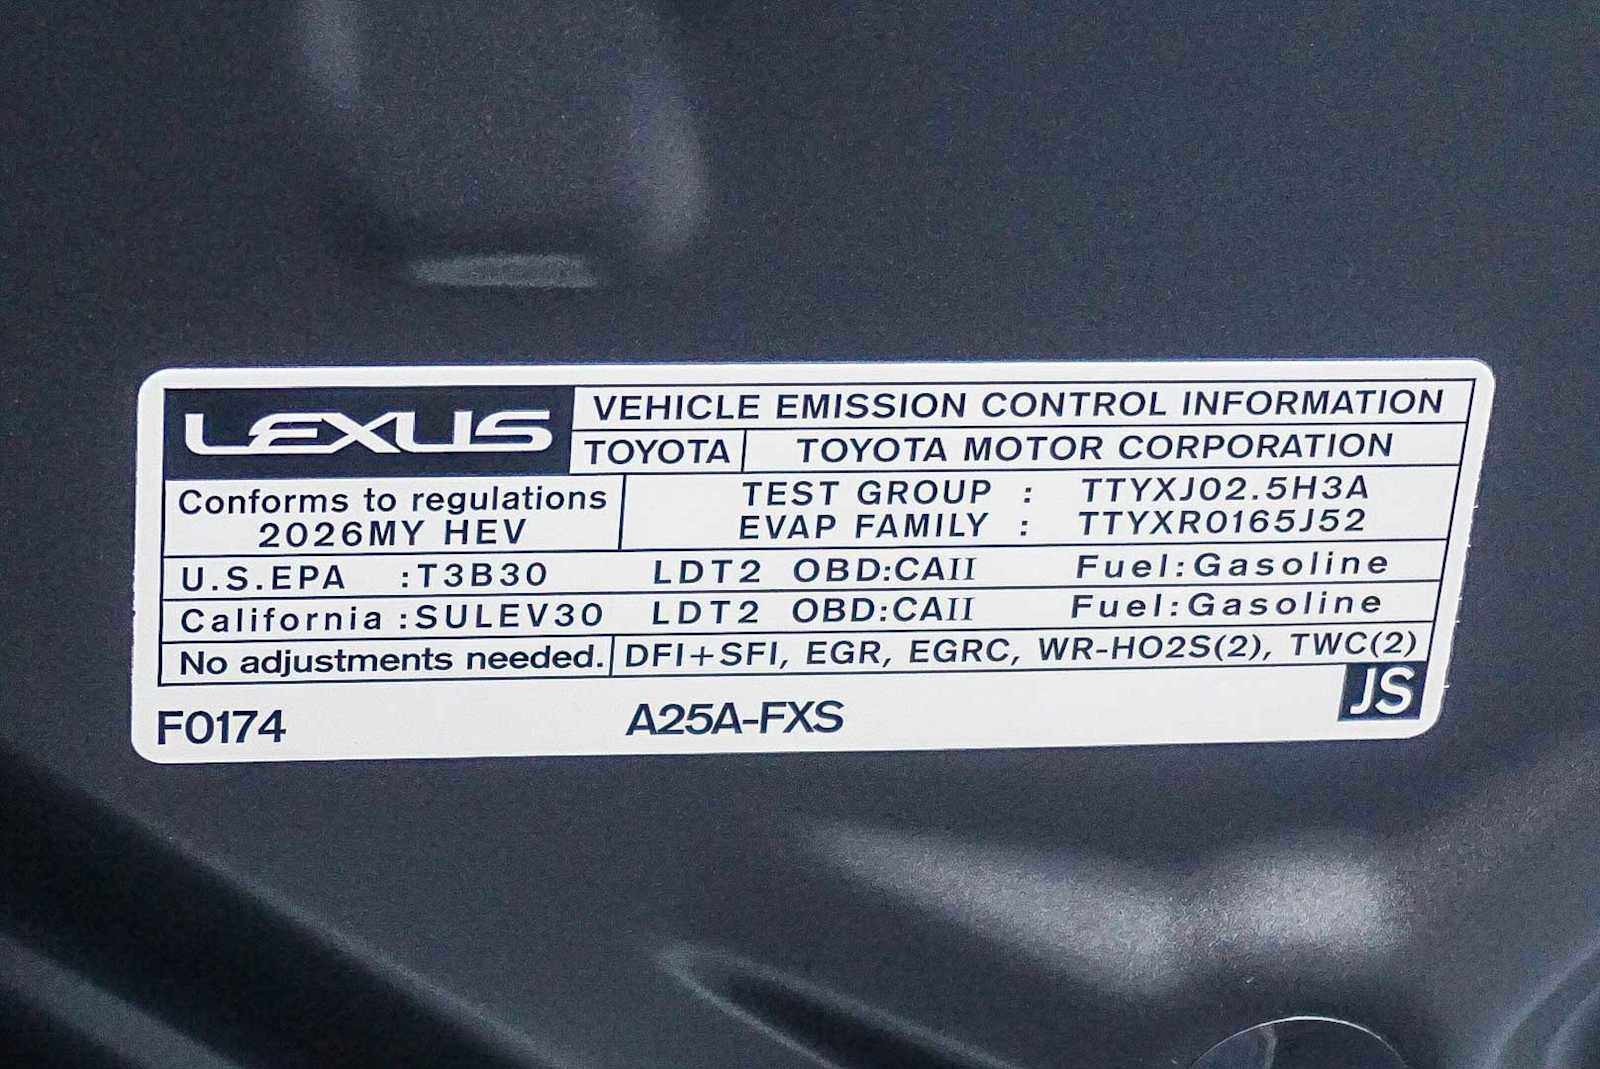 LEXUS
VEHICLE EMISSION CONTROL INFORMATION
TOYOTA TOYOTA MOTOR CORPORATION
Conforms to regulations
2026MY HEV
TEST GROUP : TTYXJ02.5H3A
EVAP FAMILY : TTYXR0165J52
U.S.EPA :T3B30 LDT2 OBD:CAII Fuel:Gasoline
California :SULEV30 LDT2 OBD:CAII Fuel:Gasoline
No adjustments needed. DFI+SFI, EGR, EGRC, WR-HO2S(2), TWC(2)
F0174 A25A-FXS JS